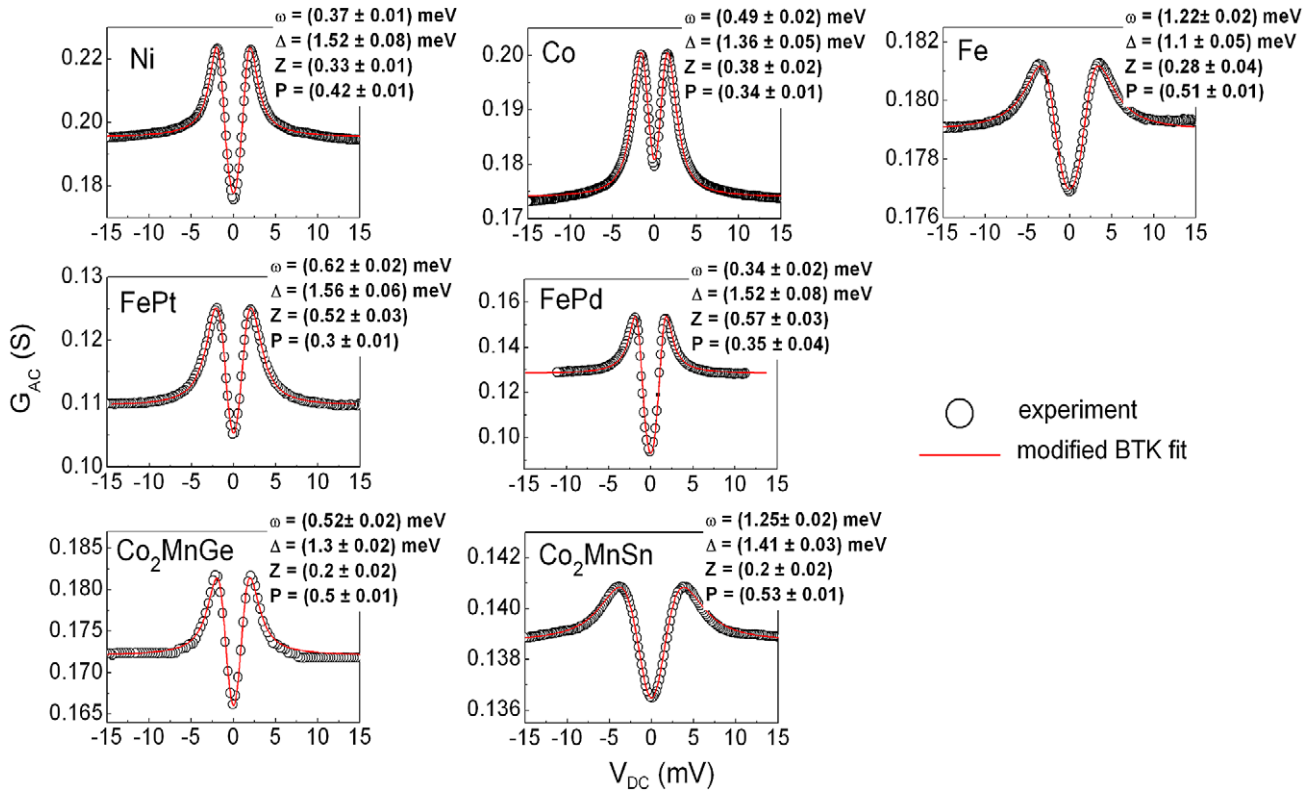 Ni
ω = (0.37 ± 0.01) meV
Δ = (1.52 ± 0.08) meV
Z = (0.33 ± 0.01)
P = (0.42 ± 0.01)
0.22
0.20
0.18
-15 -10 -5 0 5 10 15
Co
ω = (0.49 ± 0.02) meV
Δ = (1.36 ± 0.05) meV
Z = (0.38 ± 0.02)
P = (0.34 ± 0.01)
0.20
0.19
0.18
0.17
-15 -10 -5 0 5 10 15
Fe
ω = (1.22± 0.02) meV
Δ = (1.1 ± 0.05) meV
Z = (0.28 ± 0.04)
P = (0.51 ± 0.01)
0.182
0.180
0.178
0.176
-15 -10 -5 0 5 10 15
FePt
ω = (0.62 ± 0.02) meV
Δ = (1.56 ± 0.06) meV
Z = (0.52 ± 0.03)
P = (0.3 ± 0.01)
0.13
0.12
0.11
0.10
-15 -10 -5 0 5 10 15
FePd
ω = (0.34 ± 0.02) meV
Δ = (1.52 ± 0.08) meV
Z = (0.57 ± 0.03)
P = (0.35 ± 0.04)
0.16
0.14
0.12
0.10
-15 -10 -5 0 5 10 15
experiment
modified BTK fit
G_AC (S)
Co₂MnGe
ω = (0.52± 0.02) meV
Δ = (1.3 ± 0.02) meV
Z = (0.2 ± 0.02)
P = (0.5 ± 0.01)
0.185
0.180
0.175
0.170
0.165
-15 -10 -5 0 5 10 15
Co₂MnSn
ω = (1.25± 0.02) meV
Δ = (1.41 ± 0.03) meV
Z = (0.2 ± 0.02)
P = (0.53 ± 0.01)
0.142
0.140
0.138
0.136
-15 -10 -5 0 5 10 15
V_DC (mV)